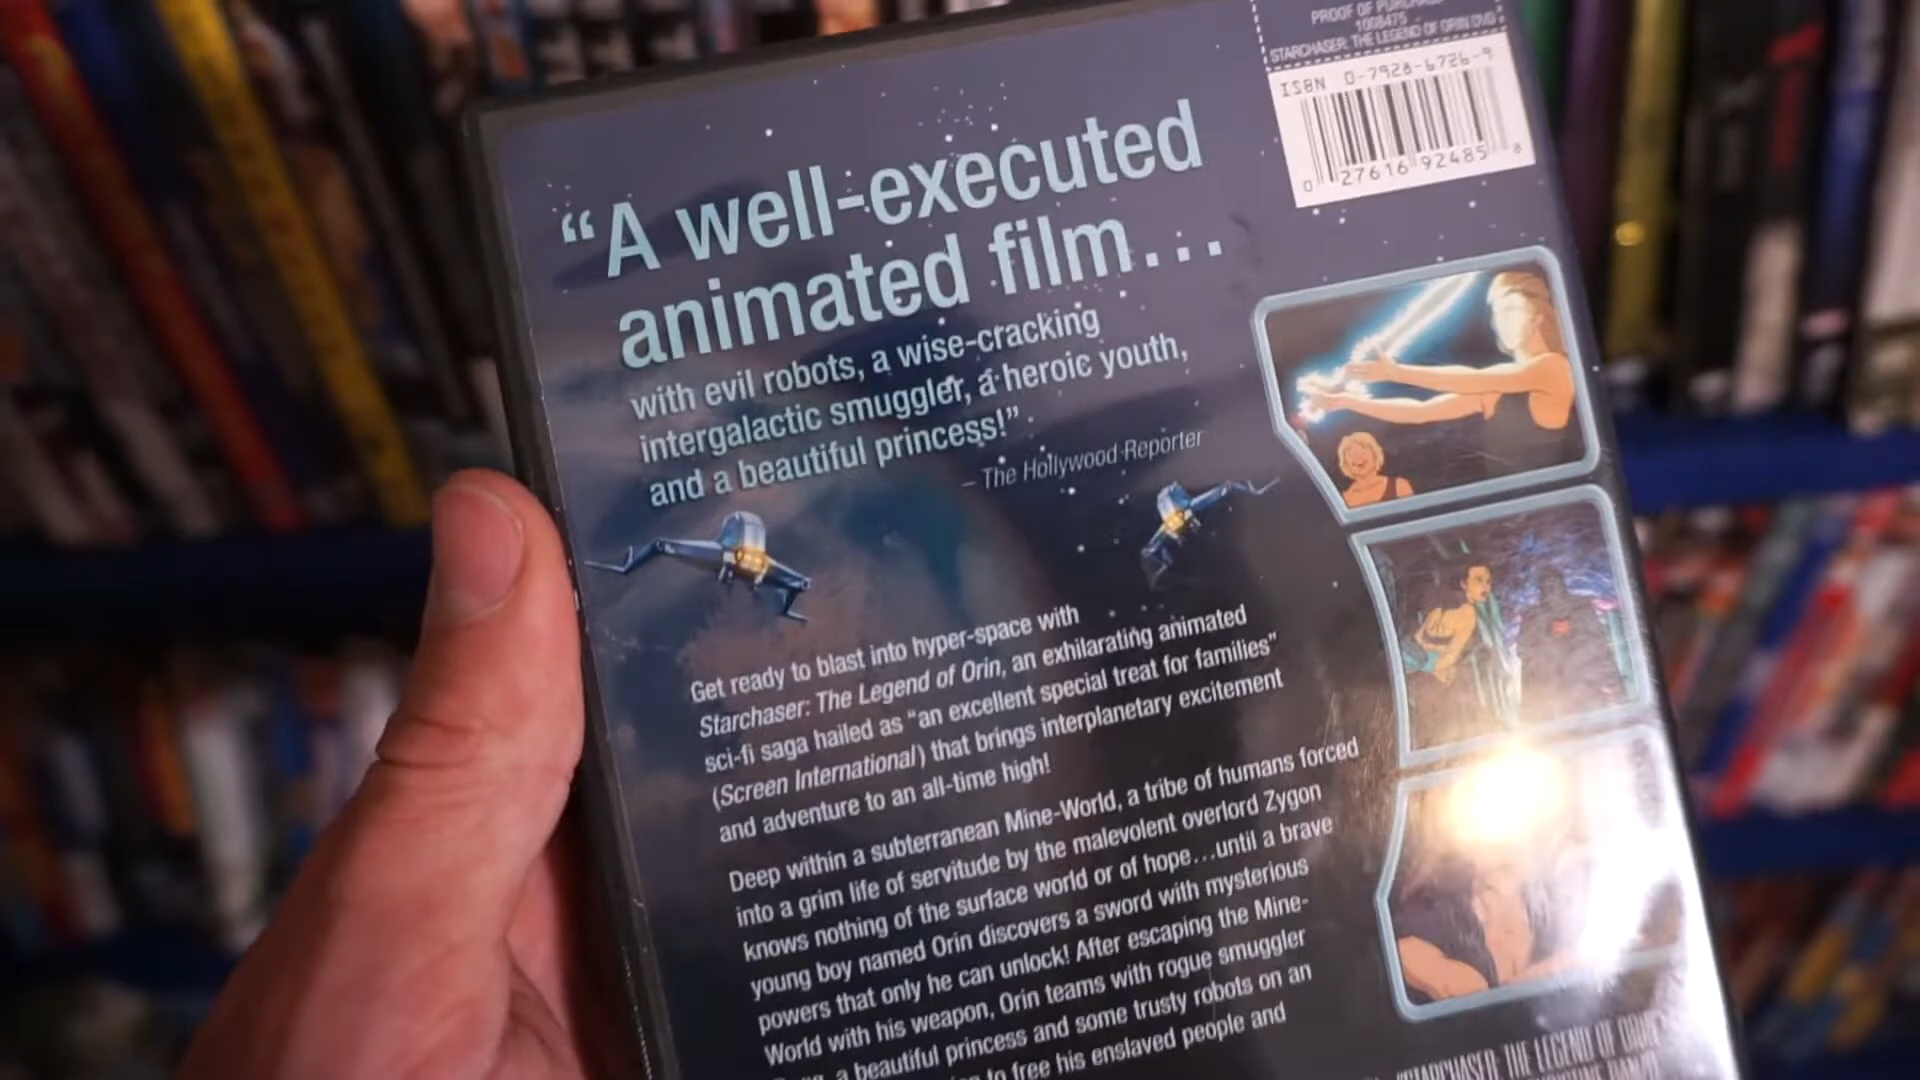 PROOF OF PURCHASE
1008475
STARCHASER: THE LEGEND OF ORIN DVD
ISBN 0-7928-6726-9
0 27616 92485 8
“A well-executed
animated film...
with evil robots, a wise-cracking
intergalactic smuggler, a heroic youth,
and a beautiful princess!”
– The Hollywood Reporter
Get ready to blast into hyper-space with
Starchaser: The Legend of Orin, an exhilarating animated
sci-fi saga hailed as “an excellent special treat for families”
(Screen International) that brings interplanetary excitement
and adventure to an all-time high!
Deep within a subterranean Mine-World, a tribe of humans forced
into a grim life of servitude by the malevolent overlord Zygon
knows nothing of the surface world or of hope...until a brave
young boy named Orin discovers a sword with mysterious
powers that only he can unlock! After escaping the Mine-
World with his weapon, Orin teams with rogue smuggler
a beautiful princess and some trusty robots on an
to free his enslaved people and
"STARCHASER: THE LEGEND OF ORIN"